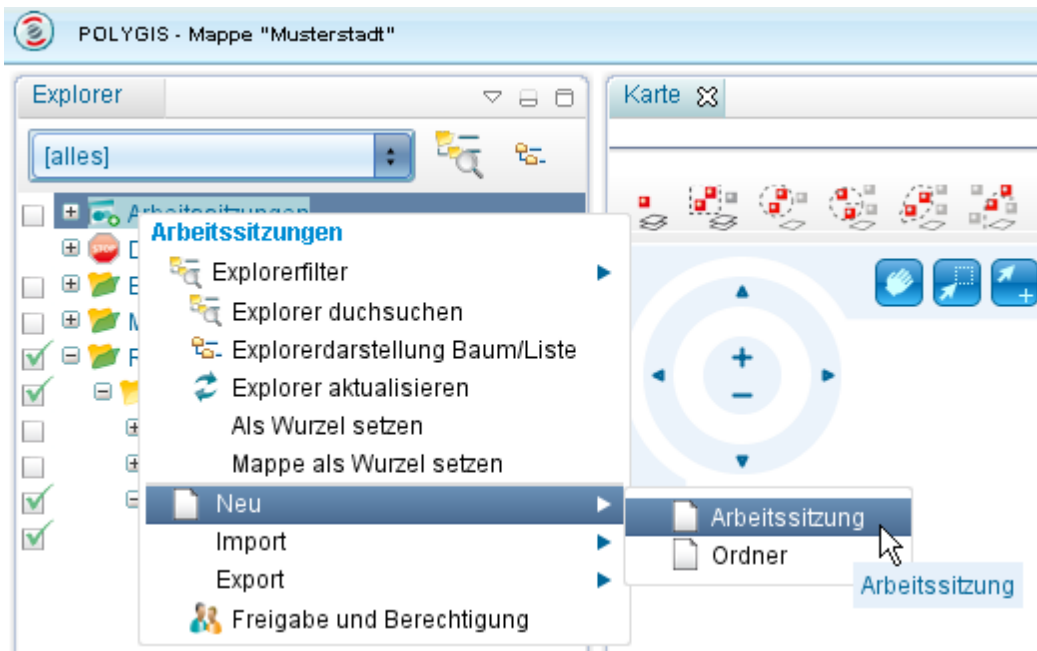 POLYGIS - Mappe "Musterstadt"
Explorer
Karte
[alles]
Arbeitssitzungen
STOP
Arbeitssitzungen
Explorerfilter
Explorer duchsuchen
Explorerdarstellung Baum/Liste
Explorer aktualisieren
Als Wurzel setzen
Mappe als Wurzel setzen
Neu
Import
Export
Freigabe und Berechtigung
Arbeitssitzung
Ordner
Arbeitssitzung